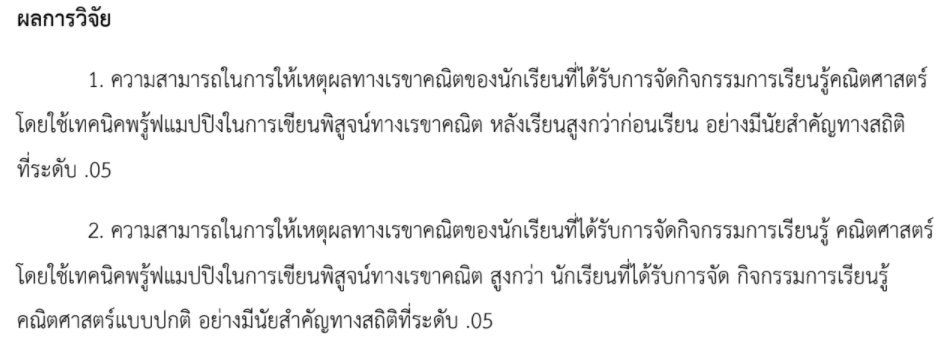 ผลการวิจัย
1. ความสามารถในการให้เหตุผลทางเรขาคณิตของนักเรียนที่ได้รับการจัดกิจกรรมการเรียนรู้คณิตศาสตร์
โดยใช้เทคนิคพรู้ฟแมปปิงในการเขียนพิสูจน์ทางเรขาคณิต หลังเรียนสูงกว่าก่อนเรียน อย่างมีนัยสำคัญทางสถิติ
ที่ระดับ .05
2. ความสามารถในการให้เหตุผลทางเรขาคณิตของนักเรียนที่ได้รับการจัดกิจกรรมการเรียนรู้ คณิตศาสตร์
โดยใช้เทคนิคพรู้ฟแมปปิงในการเขียนพิสูจน์ทางเรขาคณิต สูงกว่า นักเรียนที่ได้รับการจัด กิจกรรมการเรียนรู้
คณิตศาสตร์แบบปกติ อย่างมีนัยสำคัญทางสถิติที่ระดับ .05